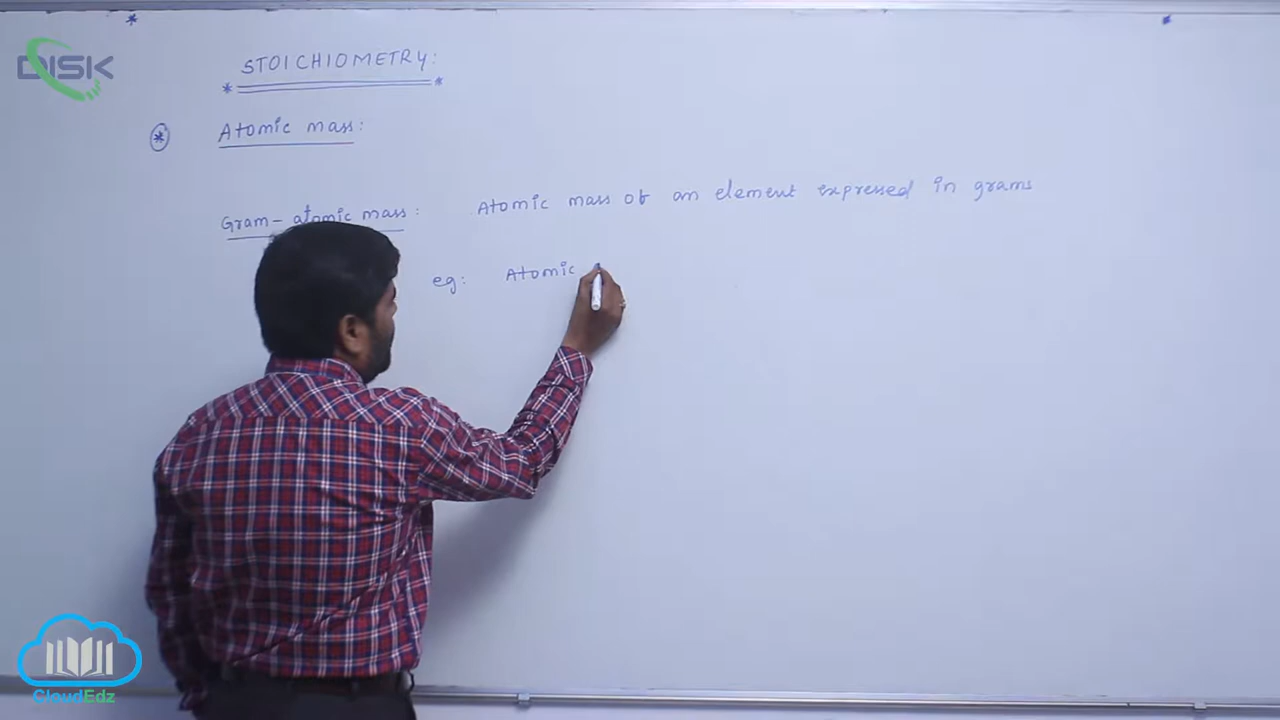 DISK
STOICHIOMETRY:
Atomic mass:
Gram-atomic mass: Atomic mass of an element expressed in grams
eg: Atomic
CloudEdz